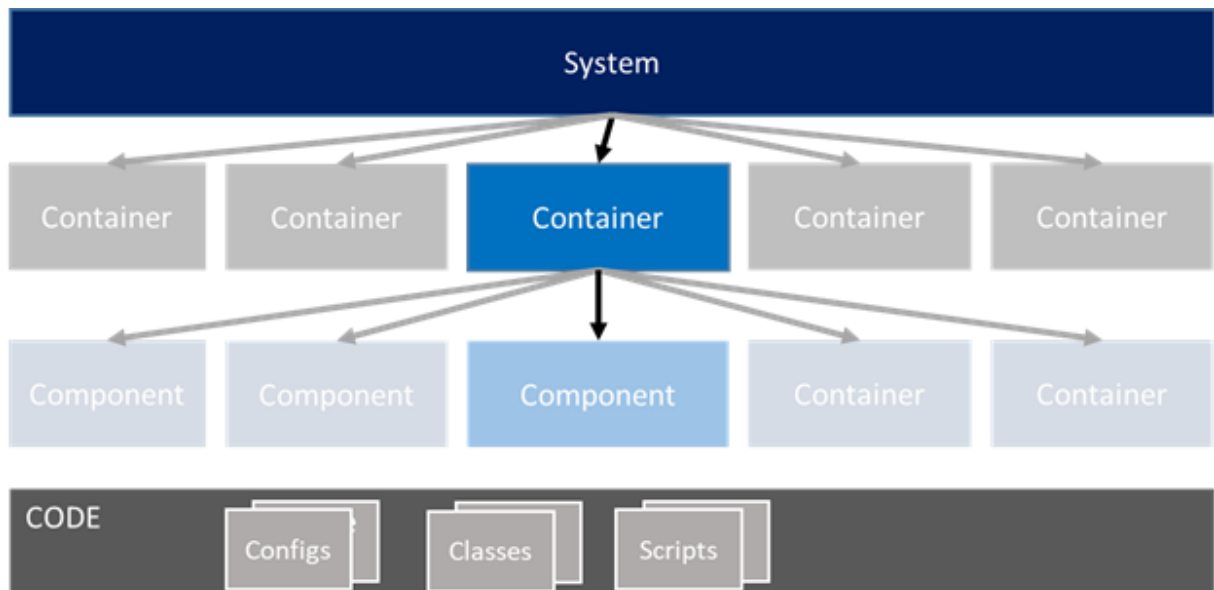 System
Container
Container
Container
Container
Container
Component
Component
Component
Container
Container
CODE
Configs
Classes
Scripts